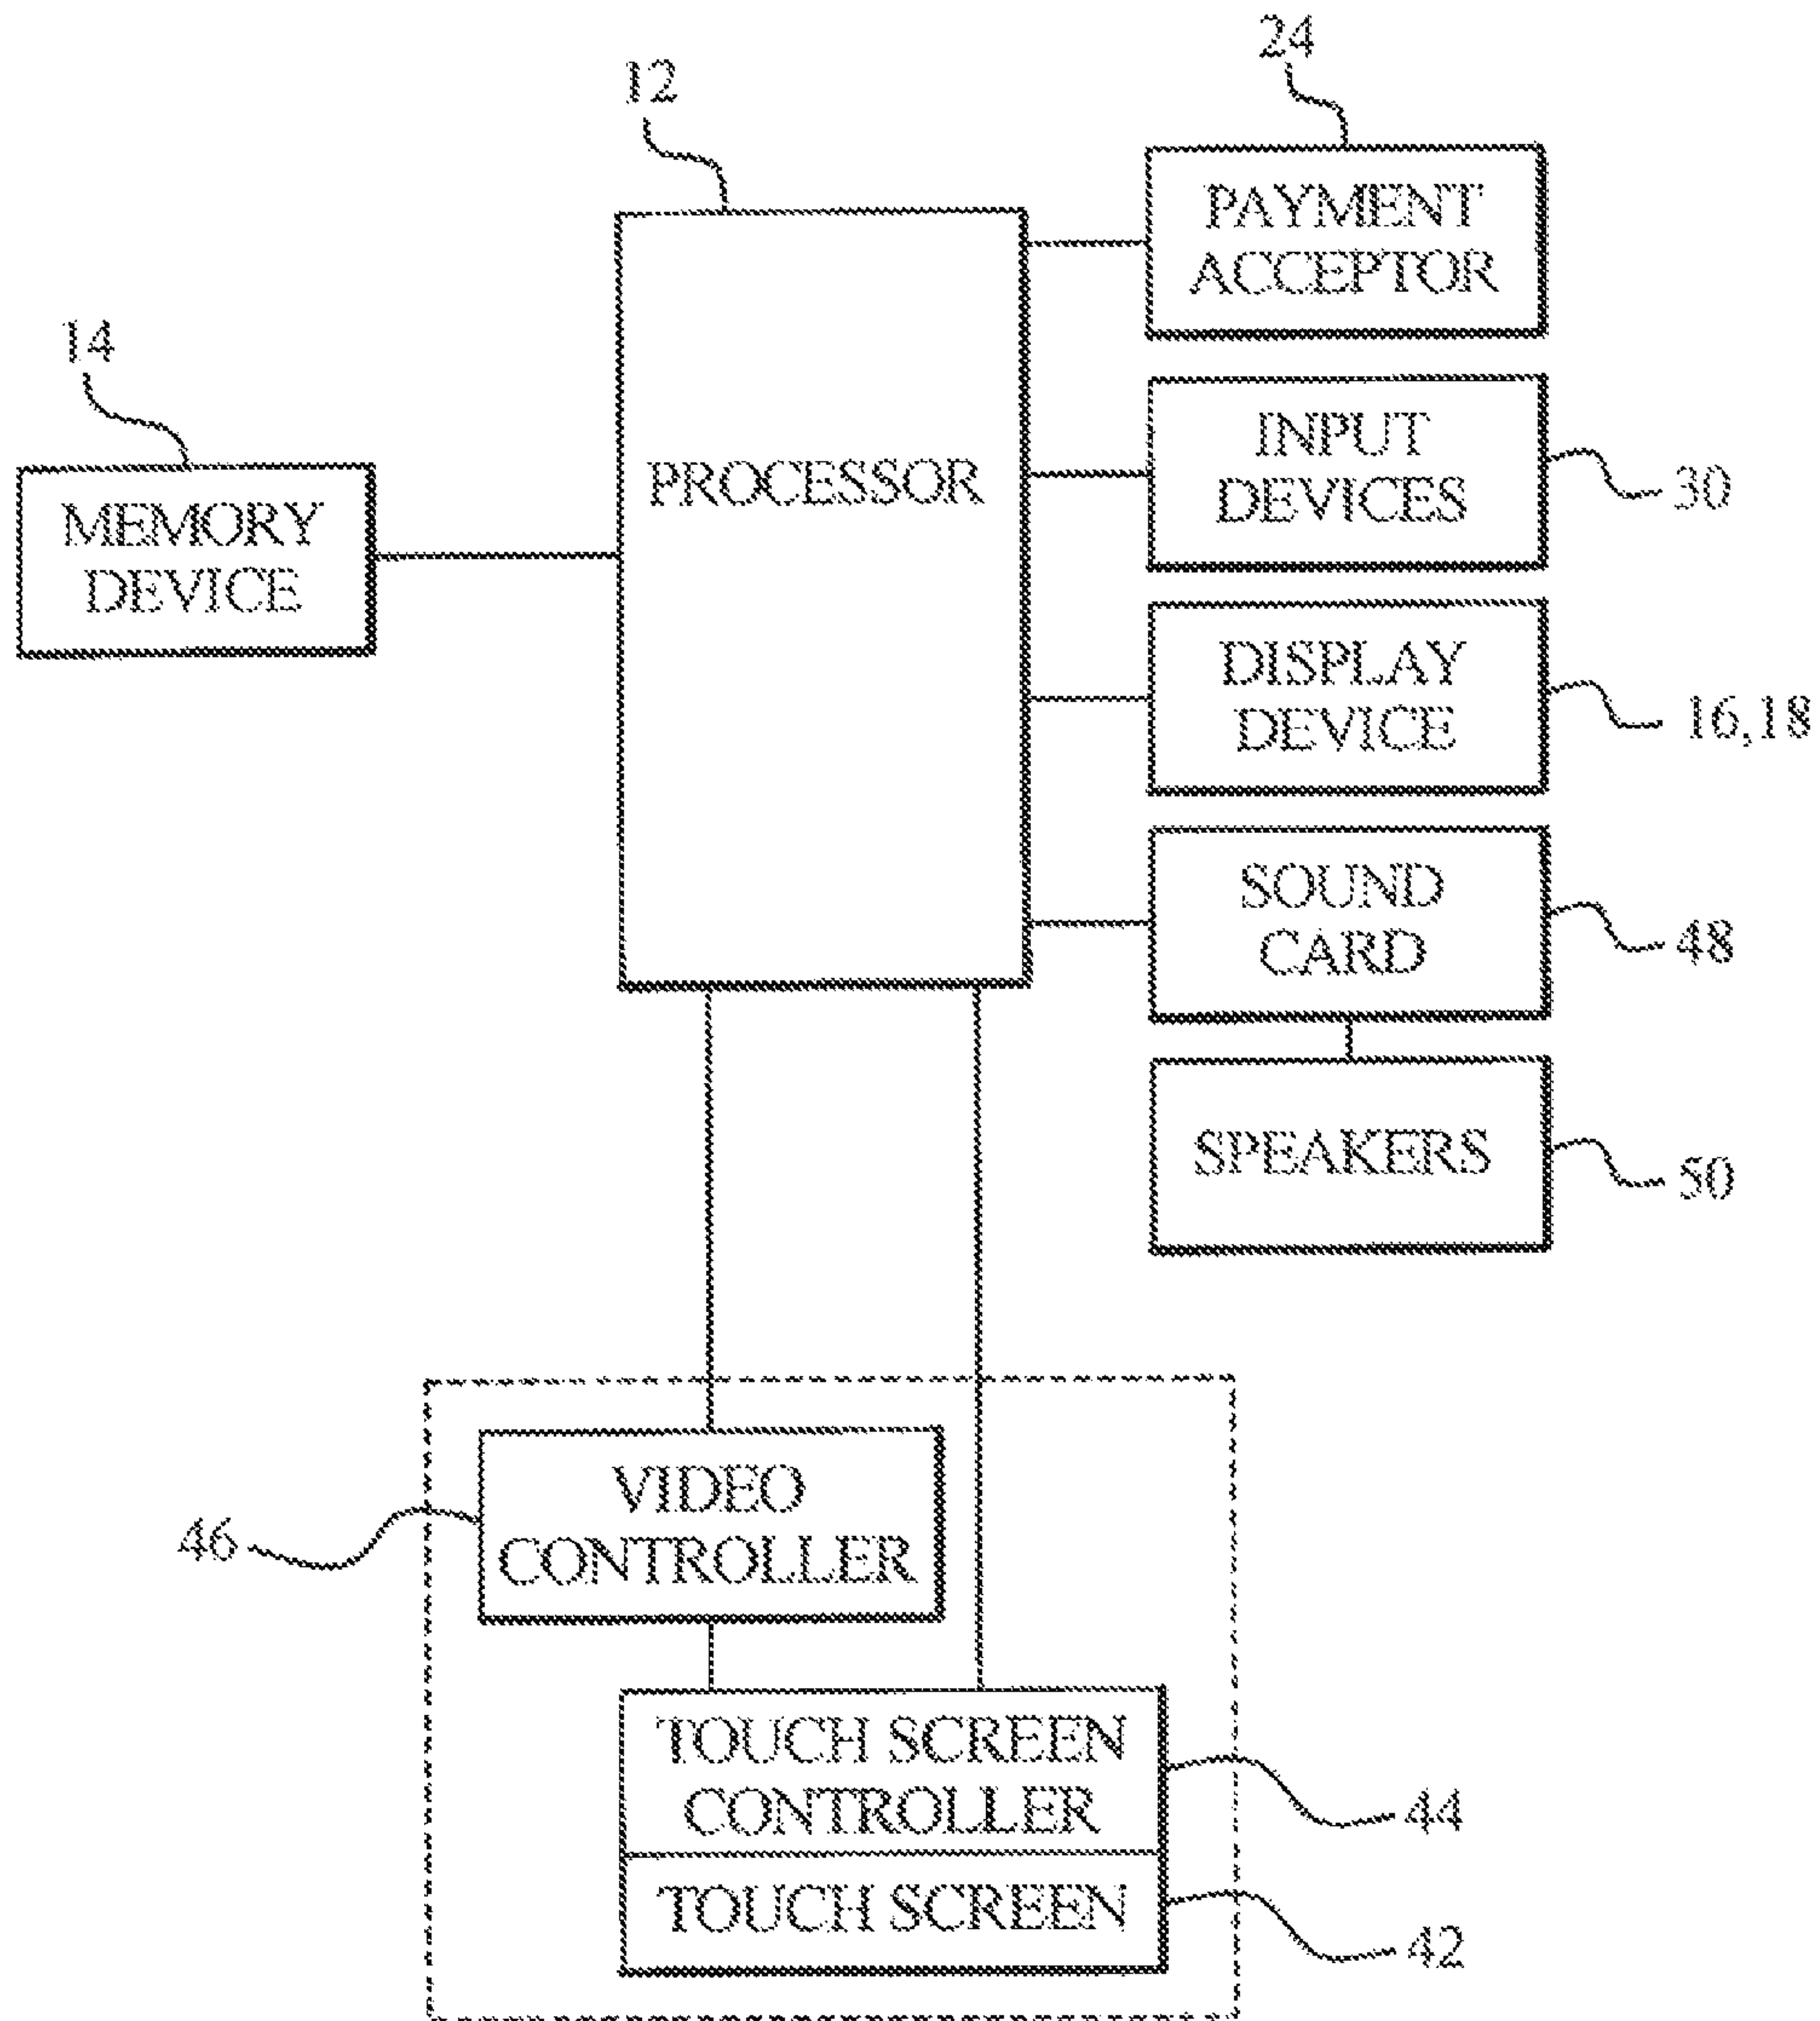 24
12
PAYMENT
ACCEPTOR
14
INPUT
DEVICES
30
PROCESSOR
MEMORY
DEVICE
DISPLAY
DEVICE
16,18
SOUND
CARD
48
SPEAKERS
50
VIDEO
CONTROLLER
46
TOUCH SCREEN
CONTROLLER
44
TOUCH SCREEN
42